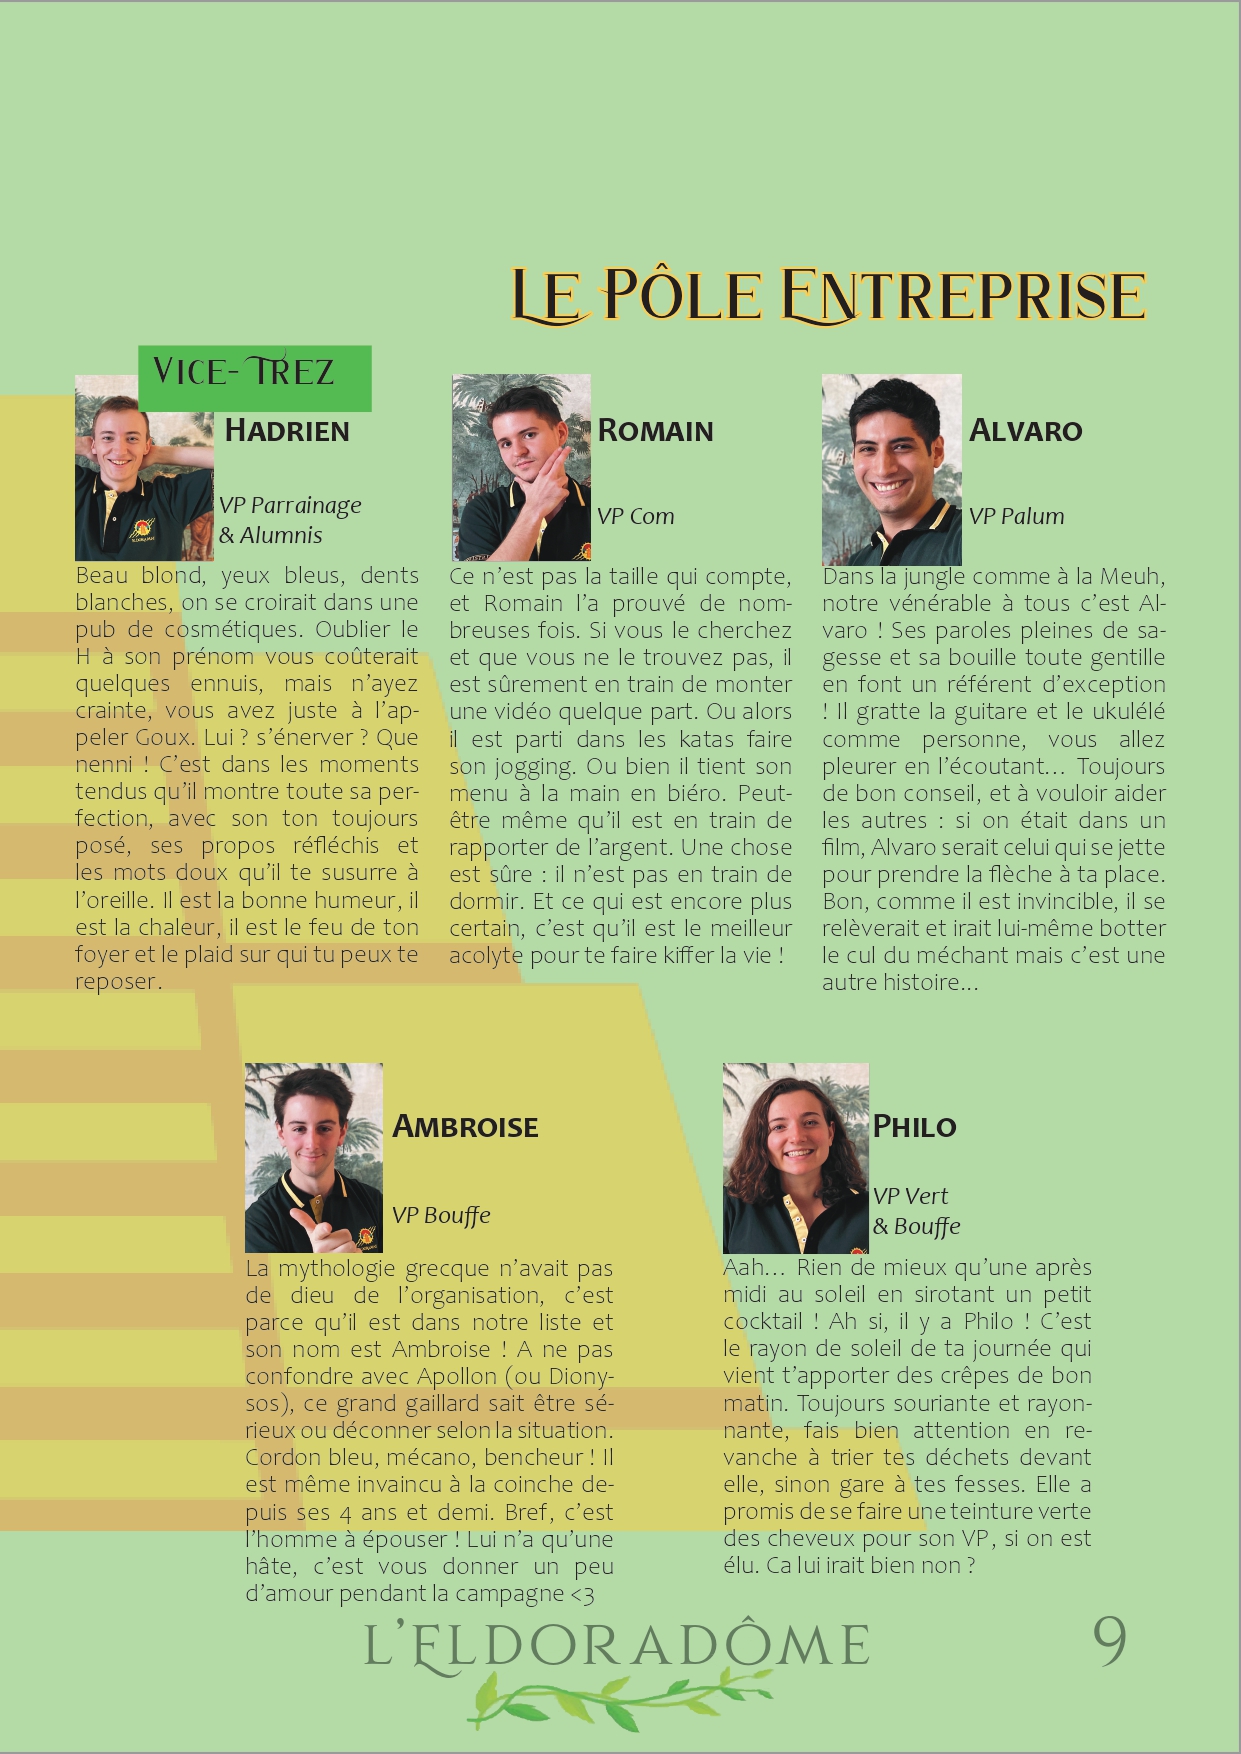 Le Pôle Entreprise
Vice-Trez
Hadrien
VP Parrainage
& Alumnis
Beau blond, yeux bleus, dents
blanches, on se croirait dans une
pub de cosmétiques. Oublier le
H à son prénom vous coûterait
quelques ennuis, mais n’ayez
crainte, vous avez juste à l’ap-
peler Goux. Lui ? s’énerver ? Que
nenni ! C’est dans les moments
tendus qu’il montre toute sa per-
fection, avec son ton toujours
posé, ses propos réfléchis et
les mots doux qu’il te susurre à
l’oreille. Il est la bonne humeur, il
est la chaleur, il est le feu de ton
foyer et le plaid sur qui tu peux te
reposer.
Romain
VP Com
Ce n’est pas la taille qui compte,
et Romain l’a prouvé de nom-
breuses fois. Si vous le cherchez
et que vous ne le trouvez pas, il
est sûrement en train de monter
une vidéo quelque part. Ou alors
il est parti dans les katas faire
son jogging. Ou bien il tient son
menu à la main en biéro. Peut-
être même qu’il est en train de
rapporter de l’argent. Une chose
est sûre : il n’est pas en train de
dormir. Et ce qui est encore plus
certain, c’est qu’il est le meilleur
acolyte pour te faire kiffer la vie !
Alvaro
VP Palum
Dans la jungle comme à la Meuh,
notre vénérable à tous c’est Al-
varo ! Ses paroles pleines de sa-
gesse et sa bouille toute gentille
en font un référent d’exception
! Il gratte la guitare et le ukulélé
comme personne, vous allez
pleurer en l’écoutant… Toujours
de bon conseil, et à vouloir aider
les autres : si on était dans un
film, Alvaro serait celui qui se jette
pour prendre la flèche à ta place.
Bon, comme il est invincible, il se
relèverait et irait lui-même botter
le cul du méchant mais c’est une
autre histoire...
Ambroise
VP Bouffe
La mythologie grecque n’avait pas
de dieu de l’organisation, c’est
parce qu’il est dans notre liste et
son nom est Ambroise ! A ne pas
confondre avec Apollon (ou Diony-
sos), ce grand gaillard sait être sé-
rieux ou déconner selon la situation.
Cordon bleu, mécano, bencheur ! Il
est même invaincu à la coinche de-
puis ses 4 ans et demi. Bref, c’est
l’homme à épouser ! Lui n’a qu’une
hâte, c’est vous donner un peu
d’amour pendant la campagne <3
Philo
VP Vert
& Bouffe
Aah… Rien de mieux qu’une après
midi au soleil en sirotant un petit
cocktail ! Ah si, il y a Philo ! C’est
le rayon de soleil de ta journée qui
vient t’apporter des crêpes de bon
matin. Toujours souriante et rayon-
nante, fais bien attention en re-
vanche à trier tes déchets devant
elle, sinon gare à tes fesses. Elle a
promis de se faire une teinture verte
des cheveux pour son VP, si on est
élu. Ca lui irait bien non ?
L’Eldoradôme
9